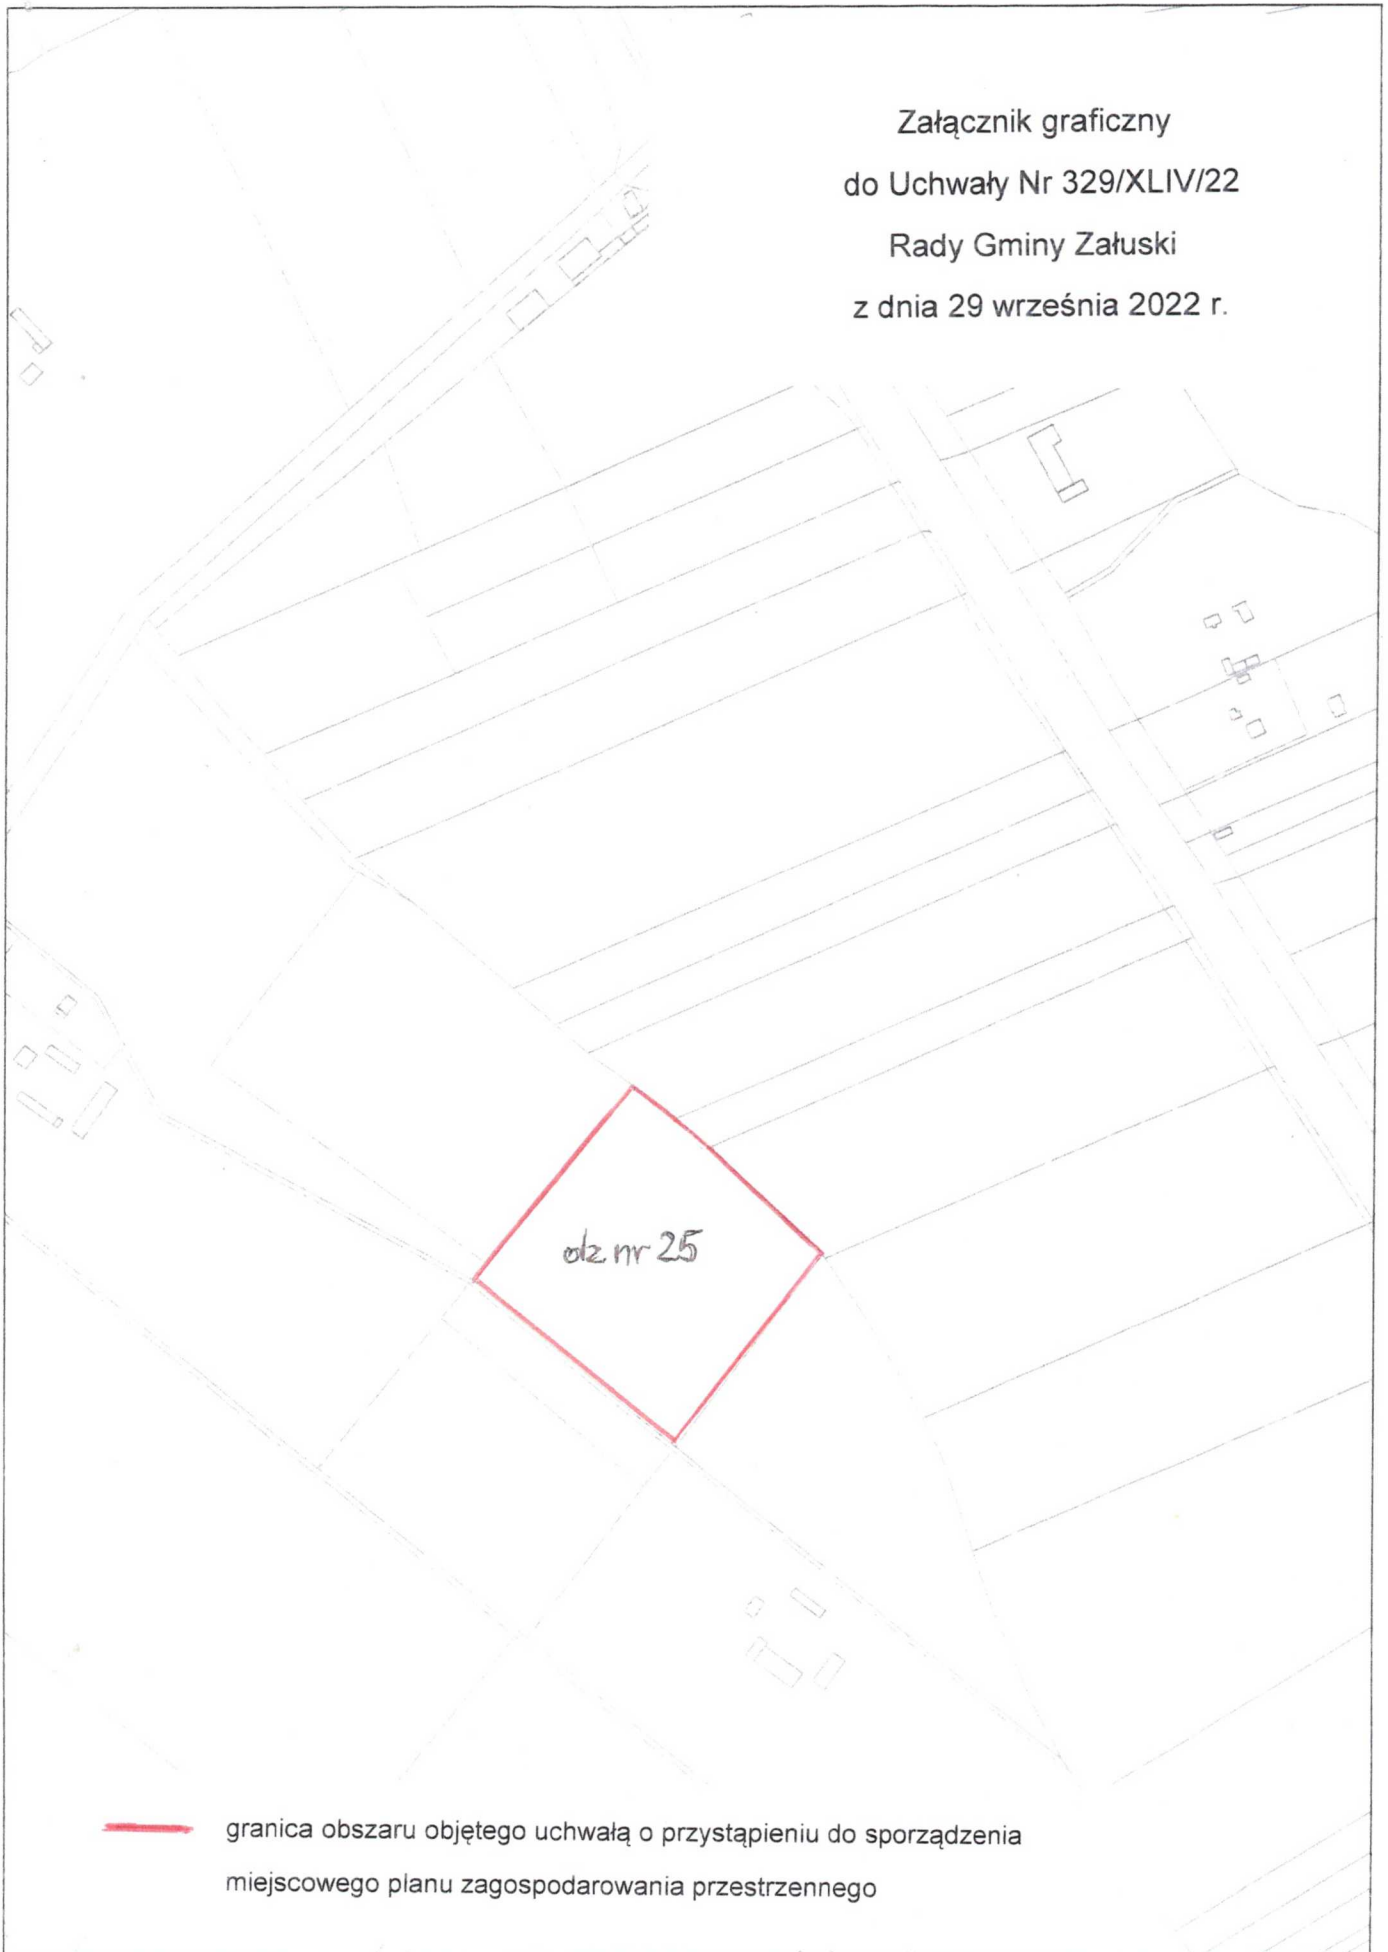 Załącznik graficzny
do Uchwały Nr 329/XLIV/22
Rady Gminy Załuski
z dnia 29 września 2022 r.
dz nr 25
granica obszaru objętego uchwałą o przystąpieniu do sporządzenia
miejscowego planu zagospodarowania przestrzennego